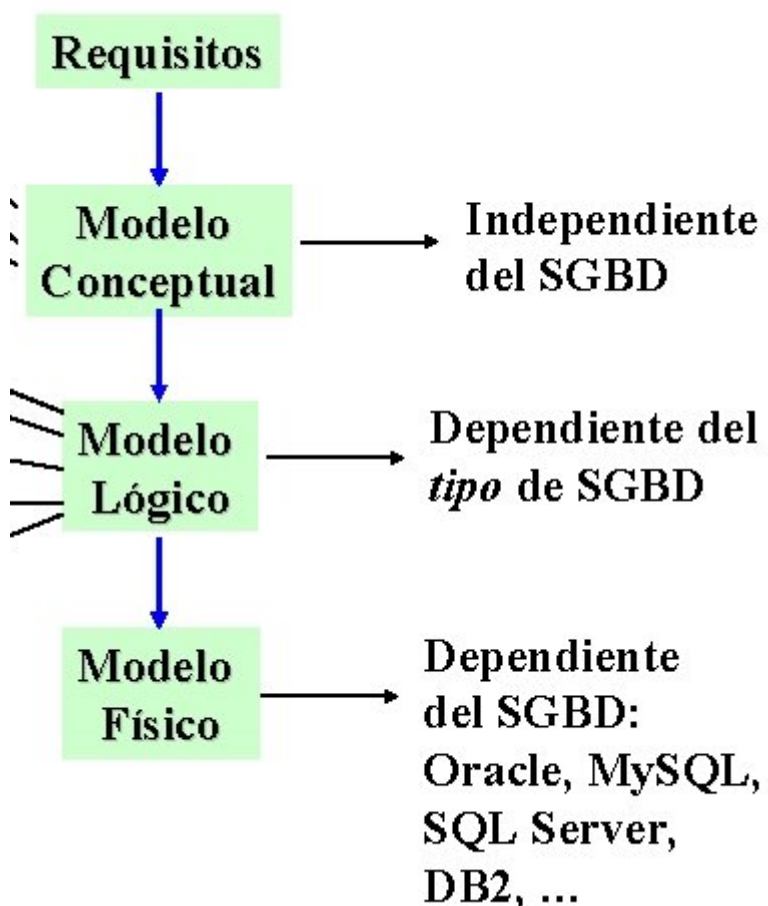 Requisitos
Modelo
Conceptual
Independiente
del SGBD
Modelo
Lógico
Dependiente del
tipo de SGBD
Modelo
Físico
Dependiente
del SGBD:
Oracle, MySQL,
SQL Server,
DB2, ...